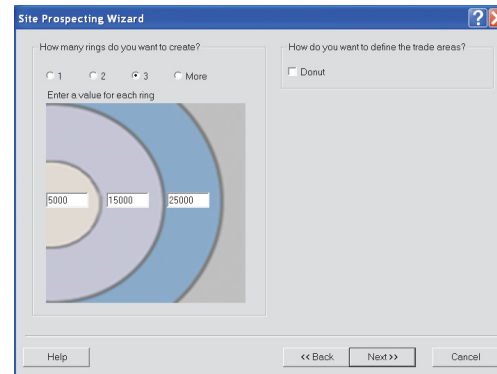 Site Prospecting Wizard
How many rings do you want to create?
1 2 3 More
Enter a value for each ring
5000 15000 25000
How do you want to define the trade areas?
Donut
Help << Back Next >> Cancel